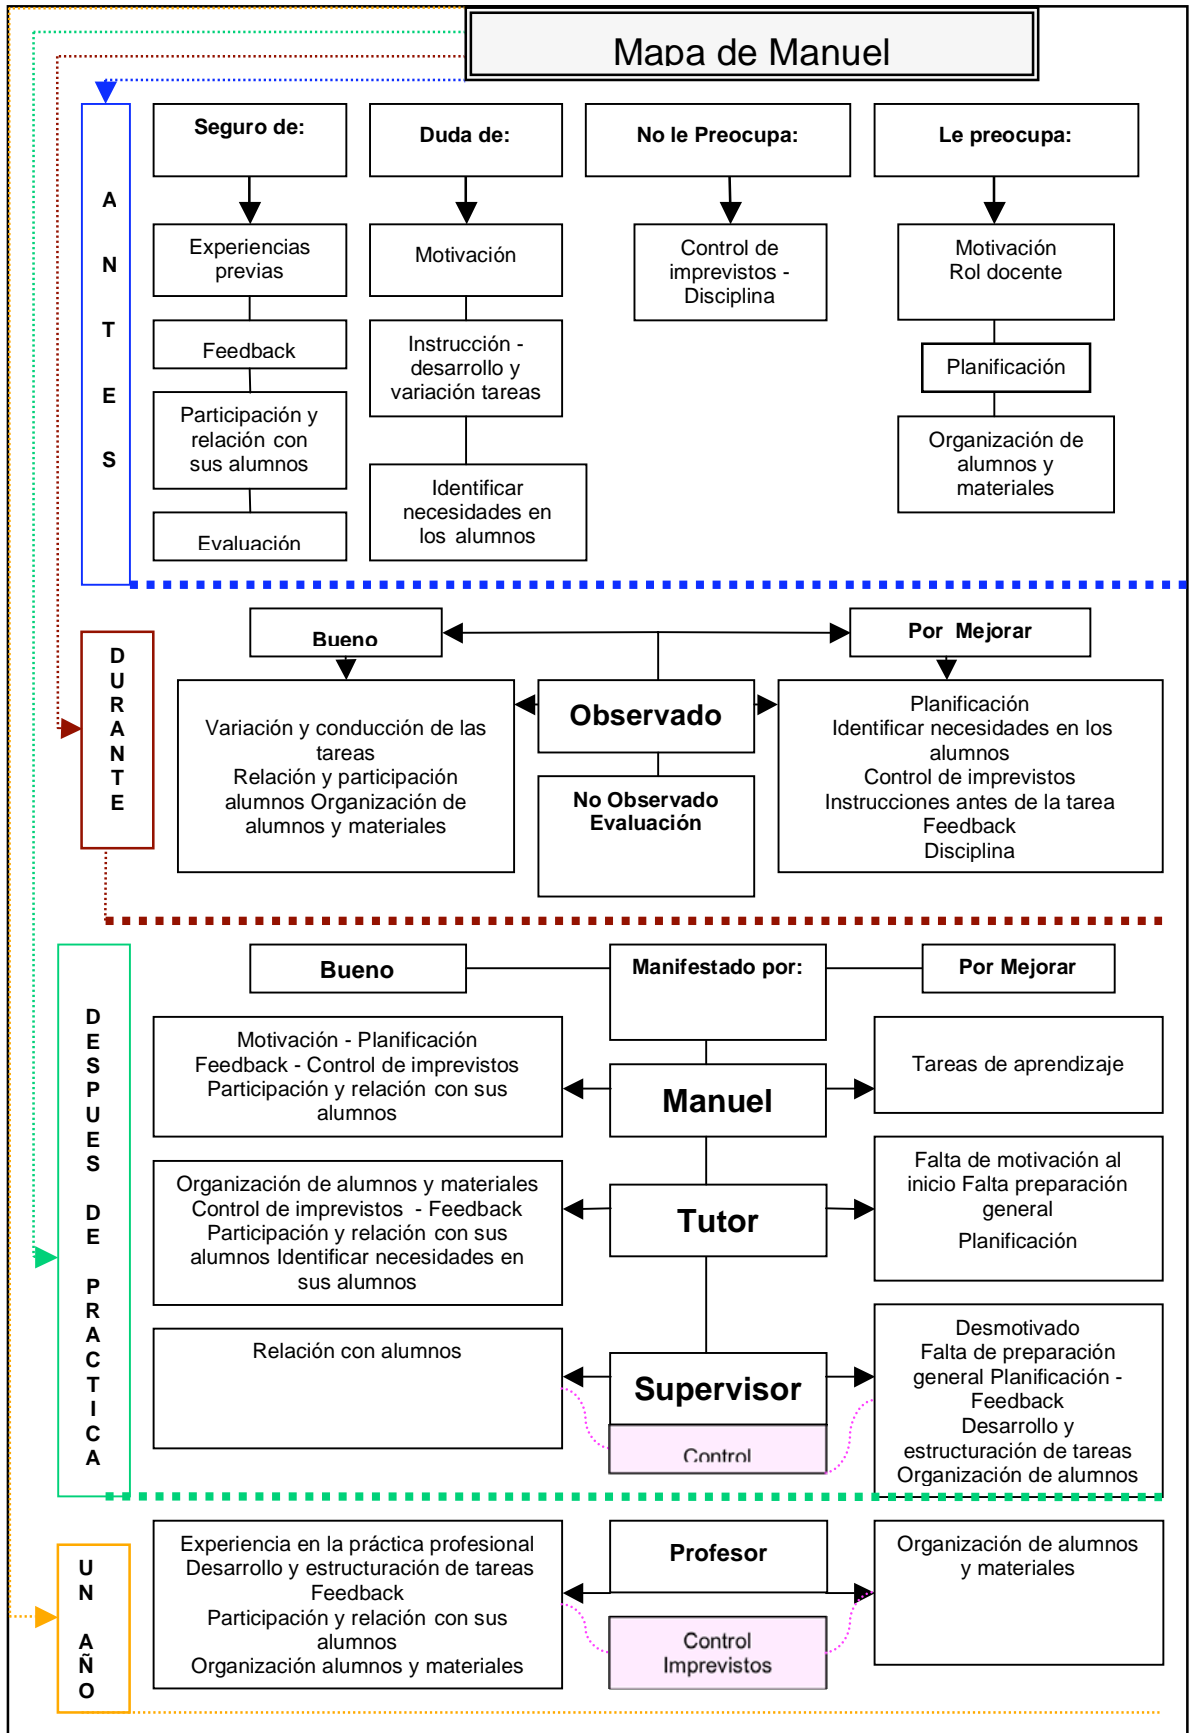 Mapa de Manuel
ANTES
Seguro de:
Duda de:
No le Preocupa:
Le preocupa:
Experiencias
previas
Feedback
Participación y
relación con
sus alumnos
Evaluación
Motivación
Instrucción -
desarrollo y
variación tareas
Identificar
necesidades en
los alumnos
Control de
imprevistos -
Disciplina
Motivación
Rol docente
Planificación
Organización de
alumnos y
materiales
DURANTE
Bueno
Por Mejorar
Variación y conducción de las
tareas
Relación y participación
alumnos Organización de
alumnos y materiales
Observado
No Observado
Evaluación
Planificación
Identificar necesidades en los
alumnos
Control de imprevistos
Instrucciones antes de la tarea
Feedback
Disciplina
DESPUES DE PRACTICA
Bueno
Manifestado por:
Por Mejorar
Motivación - Planificación
Feedback - Control de imprevistos
Participación y relación con sus
alumnos
Manuel
Tareas de aprendizaje
Organización de alumnos y materiales
Control de imprevistos - Feedback
Participación y relación con sus
alumnos Identificar necesidades en
sus alumnos
Tutor
Falta de motivación al
inicio Falta preparación
general
Planificación
Relación con alumnos
Supervisor
Control
Desmotivado
Falta de preparación
general Planificación -
Feedback
Desarrollo y
estructuración de tareas
Organización de alumnos
UN AÑO
Experiencia en la práctica profesional
Desarrollo y estructuración de tareas
Feedback
Participación y relación con sus
alumnos
Organización alumnos y materiales
Profesor
Control
Imprevistos
Organización de alumnos
y materiales